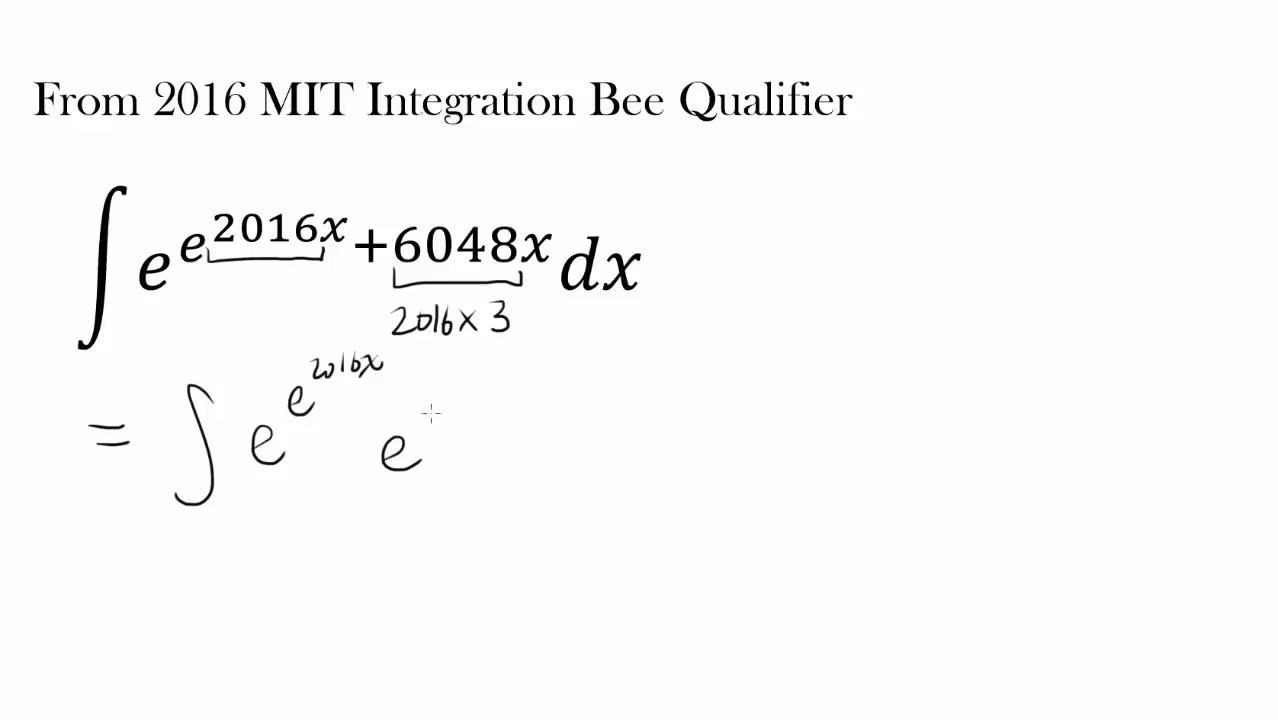 From 2016 MIT Integration Bee Qualifier
∫ e^{e^{2016x}+6048x} dx
2016 × 3
= ∫ e^{e^{2016x}} e